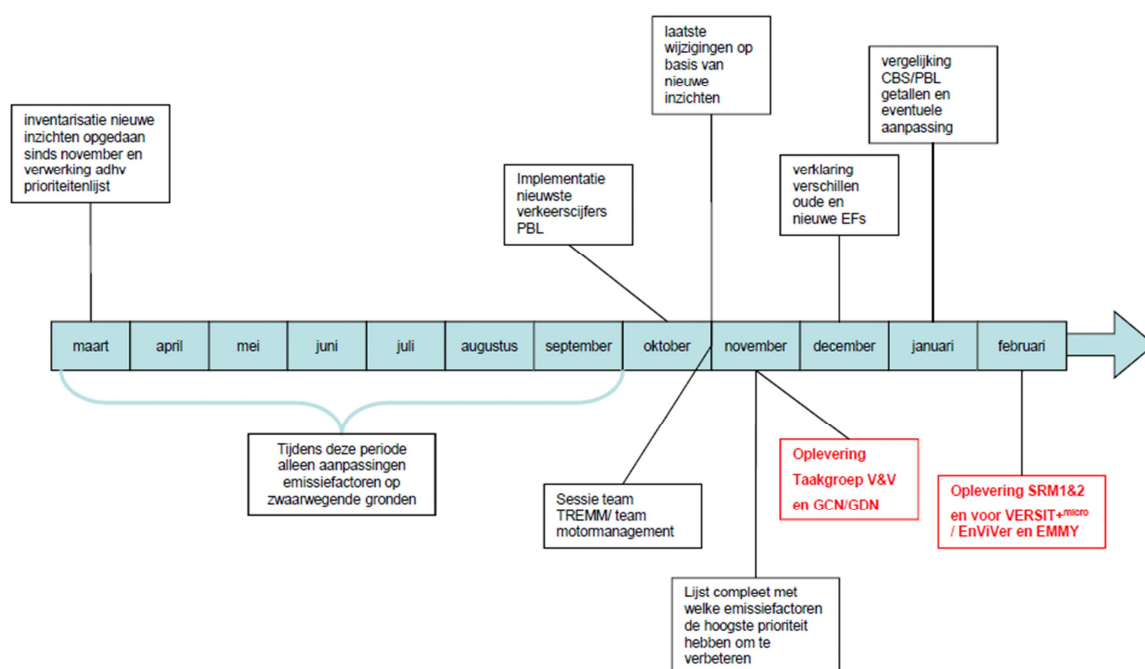 laatste
wijzigingen op
basis van
nieuwe
inzichten
vergelijking
CBS/PBL
getallen en
eventuele
aanpassing
inventarisatie nieuwe
inzichten opgedaan
sinds november en
verwerking adhv
prioriteitenlijst
Implementatie
nieuwste
verkeerscijfers
PBL
verklaring
verschillen
oude en
nieuwe EFs
maart
april
mei
juni
juli
augustus
september
oktober
november
december
januari
februari
Tijdens deze periode
alleen aanpassingen
emissiefactoren op
zwaarwegende gronden
Sessie team
TREMM/ team
motormanagement
Oplevering
Taakgroep V&V
en GCN/GDN
Oplevering SRM1&2
en voor VERSIT+micro
/ EnViVer en EMMY
Lijst compleet met
welke emissiefactoren
de hoogste prioriteit
hebben om te
verbeteren